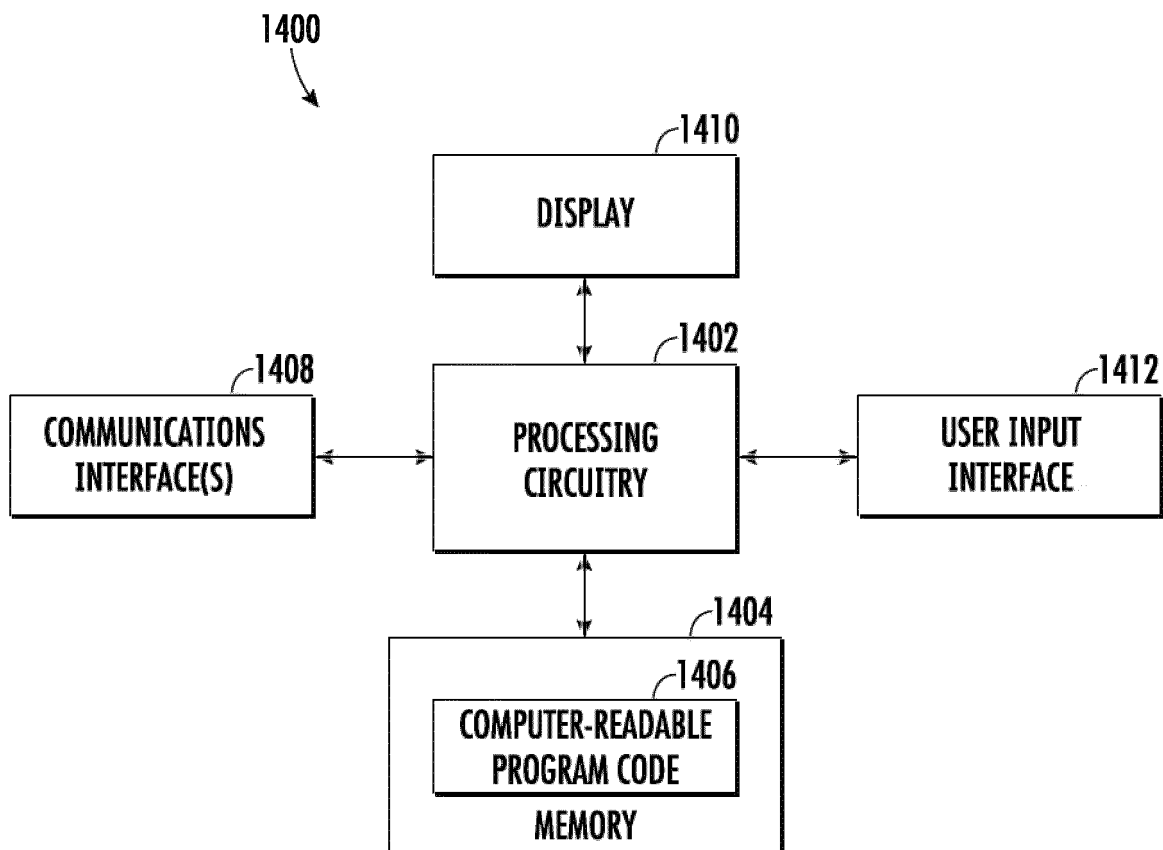 1400
1410
DISPLAY
1402
1408
1412
COMMUNICATIONS
INTERFACE(S)
PROCESSING
CIRCUITRY
USER INPUT
INTERFACE
1404
1406
COMPUTER-READABLE
PROGRAM CODE
MEMORY